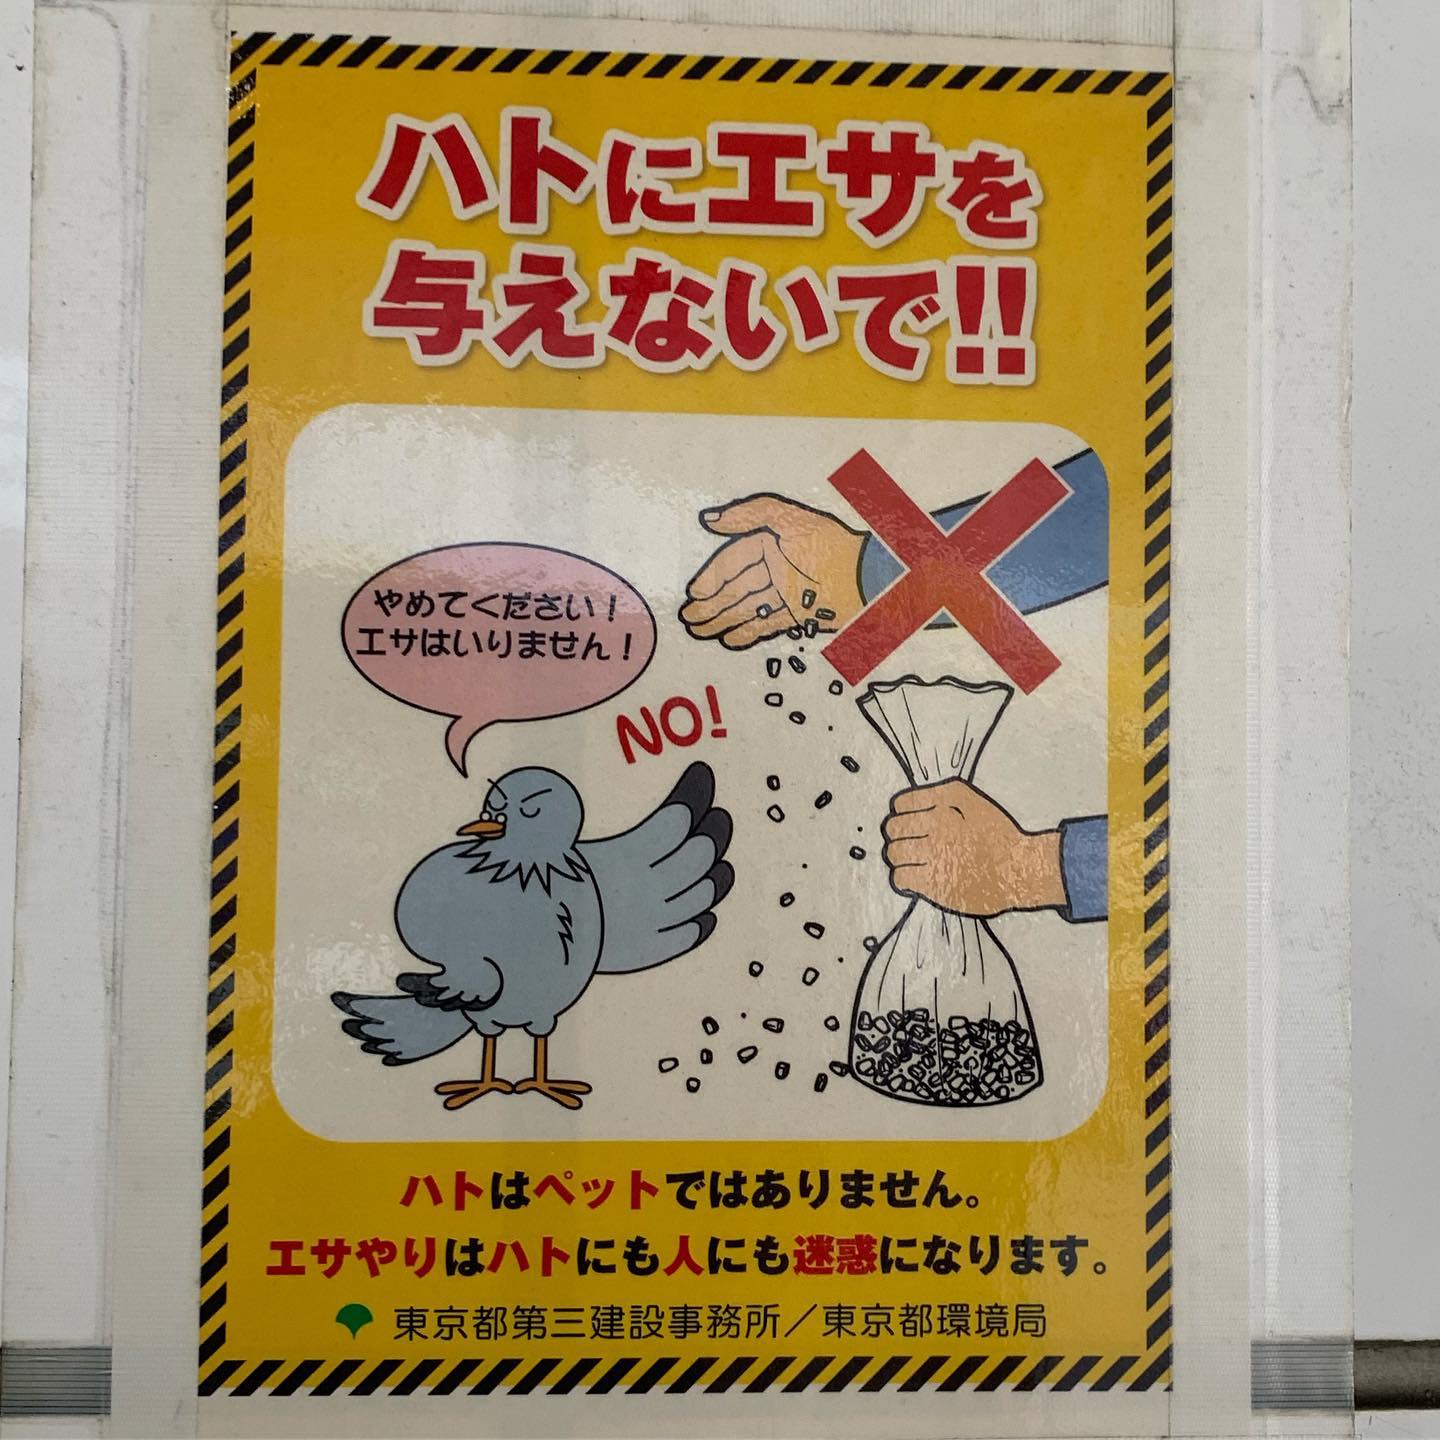 ハトにエサを
与えないで!!
やめてください！
エサはいりません！
NO!
ハトはペットではありません。
エサやりはハトにも人にも迷惑になります。
東京都第三建設事務所／東京都環境局